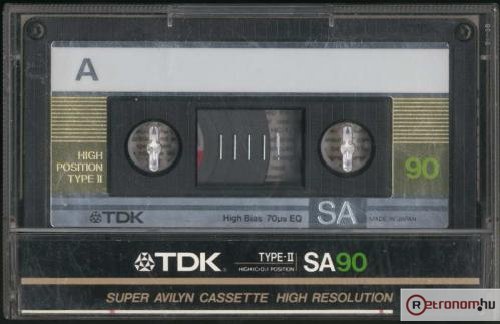 A
HIGH
POSITION
TYPE II
90
TDK
High Bias 70μs EQ
SA
MADE IN JAPAN
TDK
TYPE-II
HIGH(CrO2) POSITION
SA90
SUPER AVILYN CASSETTE HIGH RESOLUTION
Retronom.hu